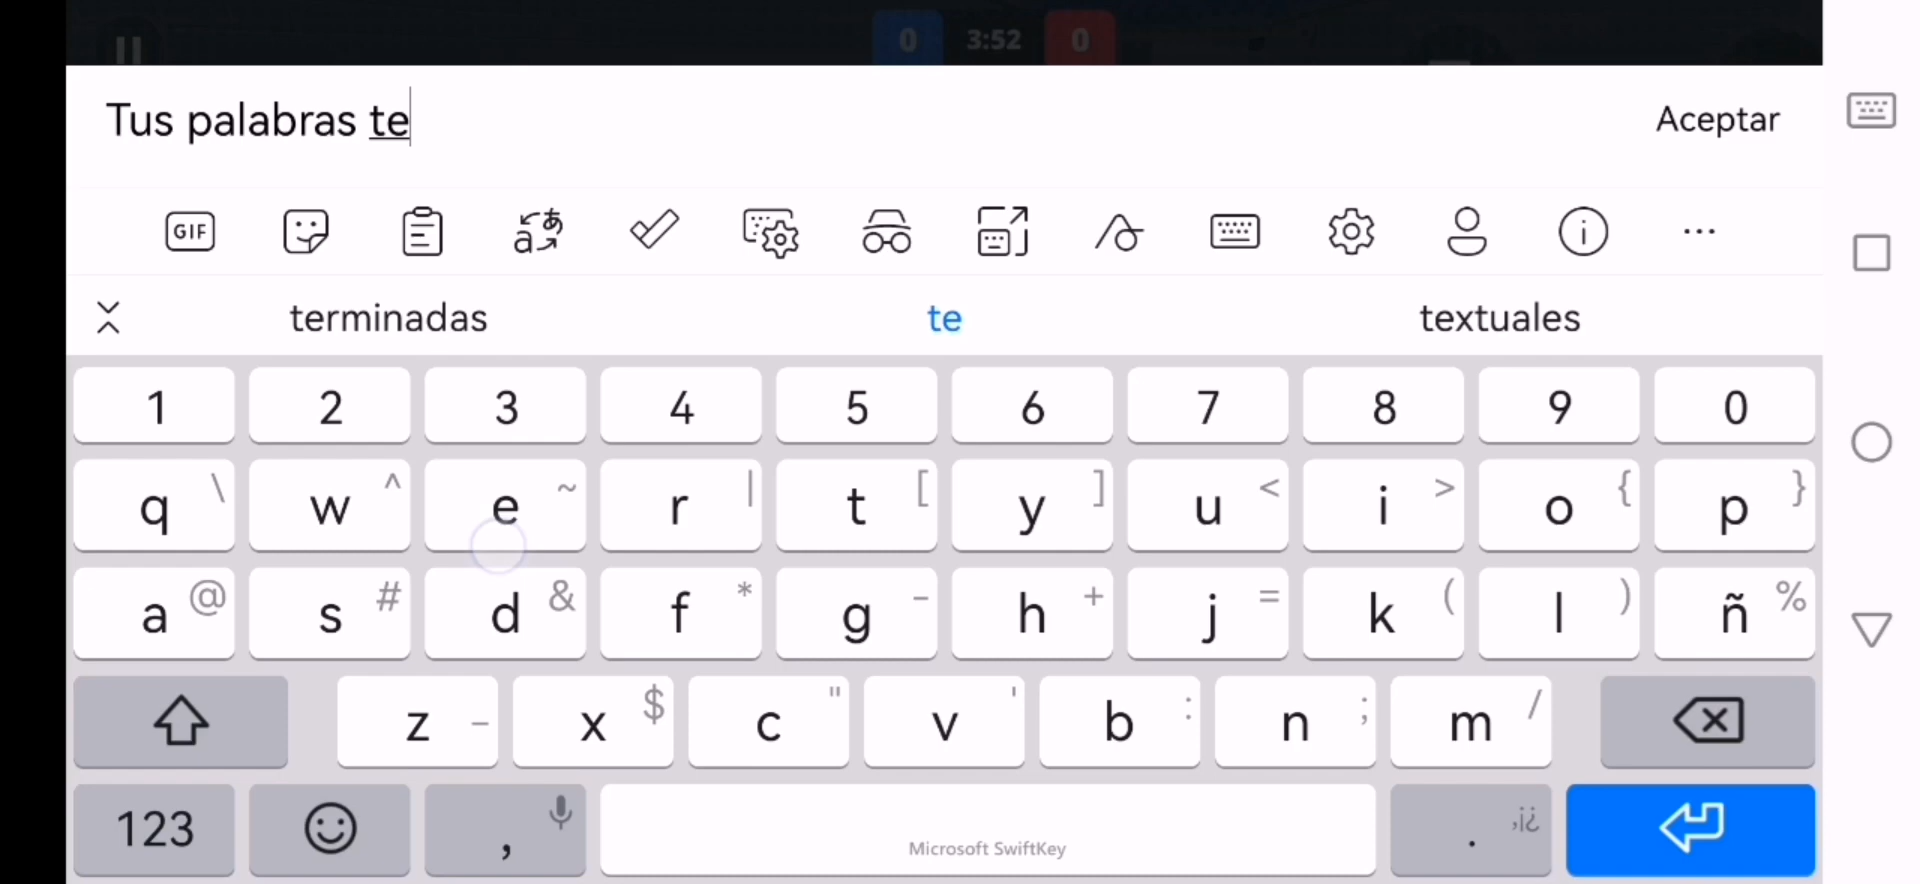 0 3:52 0
Tus palabras te
Aceptar
GIF
terminadas te textuales
1 2 3 4 5 6 7 8 9 0
q \ w ^ e ~ r | t [ y ] u < i > o { p }
a @ s # d & f * g - h + j = k ( l ) ñ %
z _ x $ c " v ' b : n ; m /
123 , Microsoft SwiftKey . ,¡¿